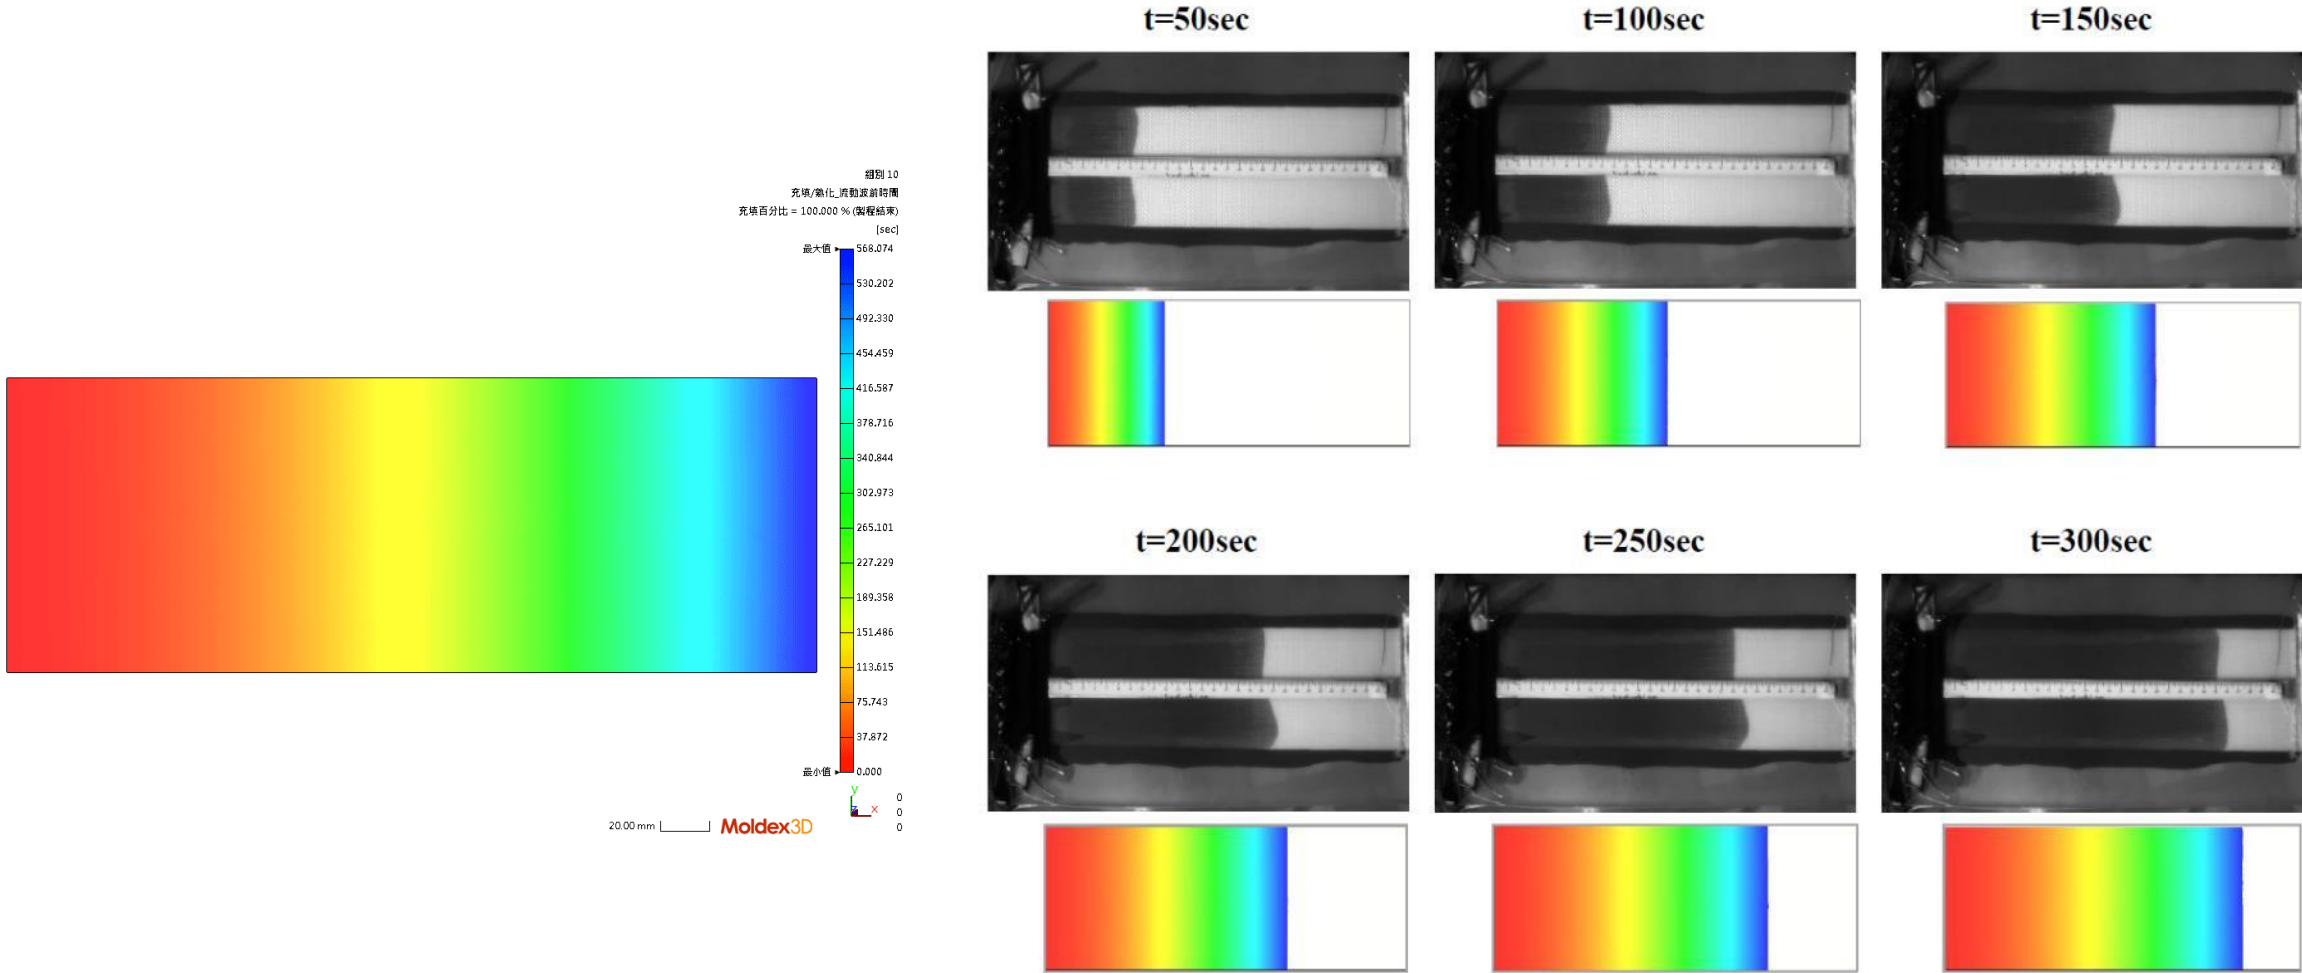 組別 10
充填/熟化_流動波前時間
充填百分比 = 100.000 % (製程結束)
[sec]
最大值
568.074
530.202
492.330
454.459
416.587
378.716
340.844
302.973
265.101
227.229
189.358
151.486
113.615
75.743
37.872
最小值
0.000
y
z x
0
0
0
20.00 mm
Moldex3D
t=50sec
t=100sec
t=150sec
t=200sec
t=250sec
t=300sec